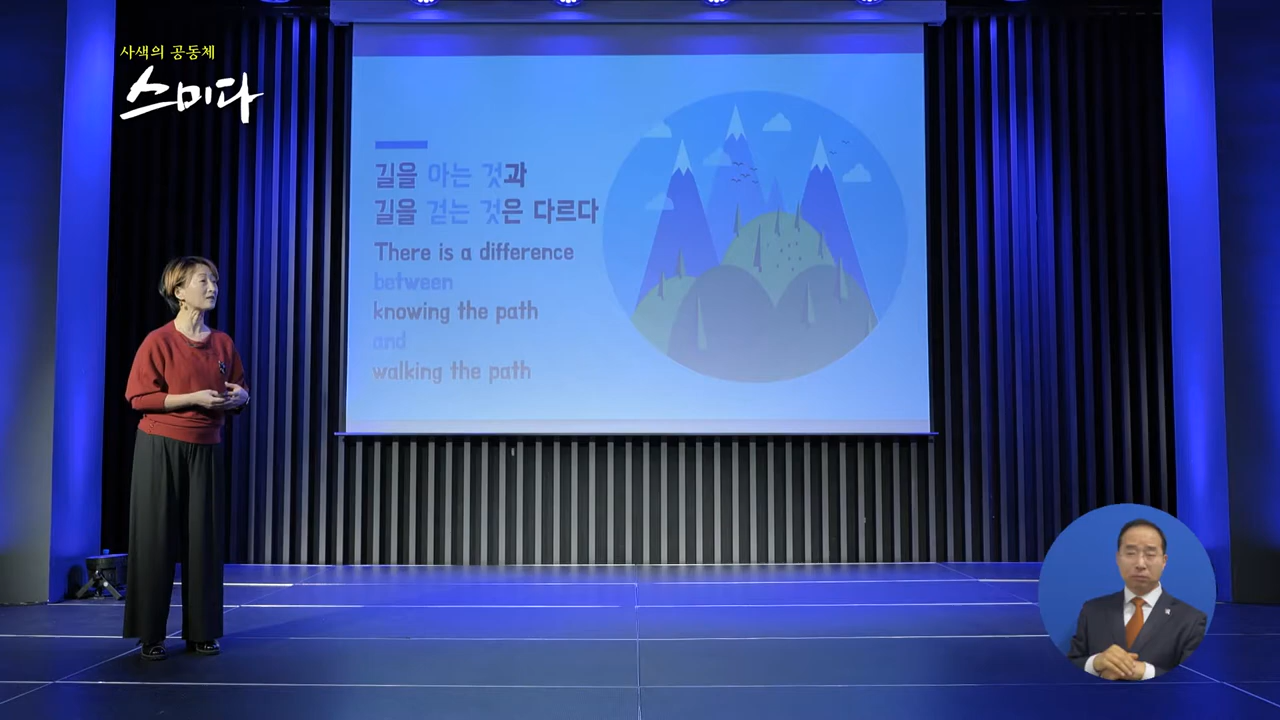 사색의 공동체
스미다
길을 아는 것과
길을 걷는 것은 다르다
There is a difference
between
knowing the path
and
walking the path